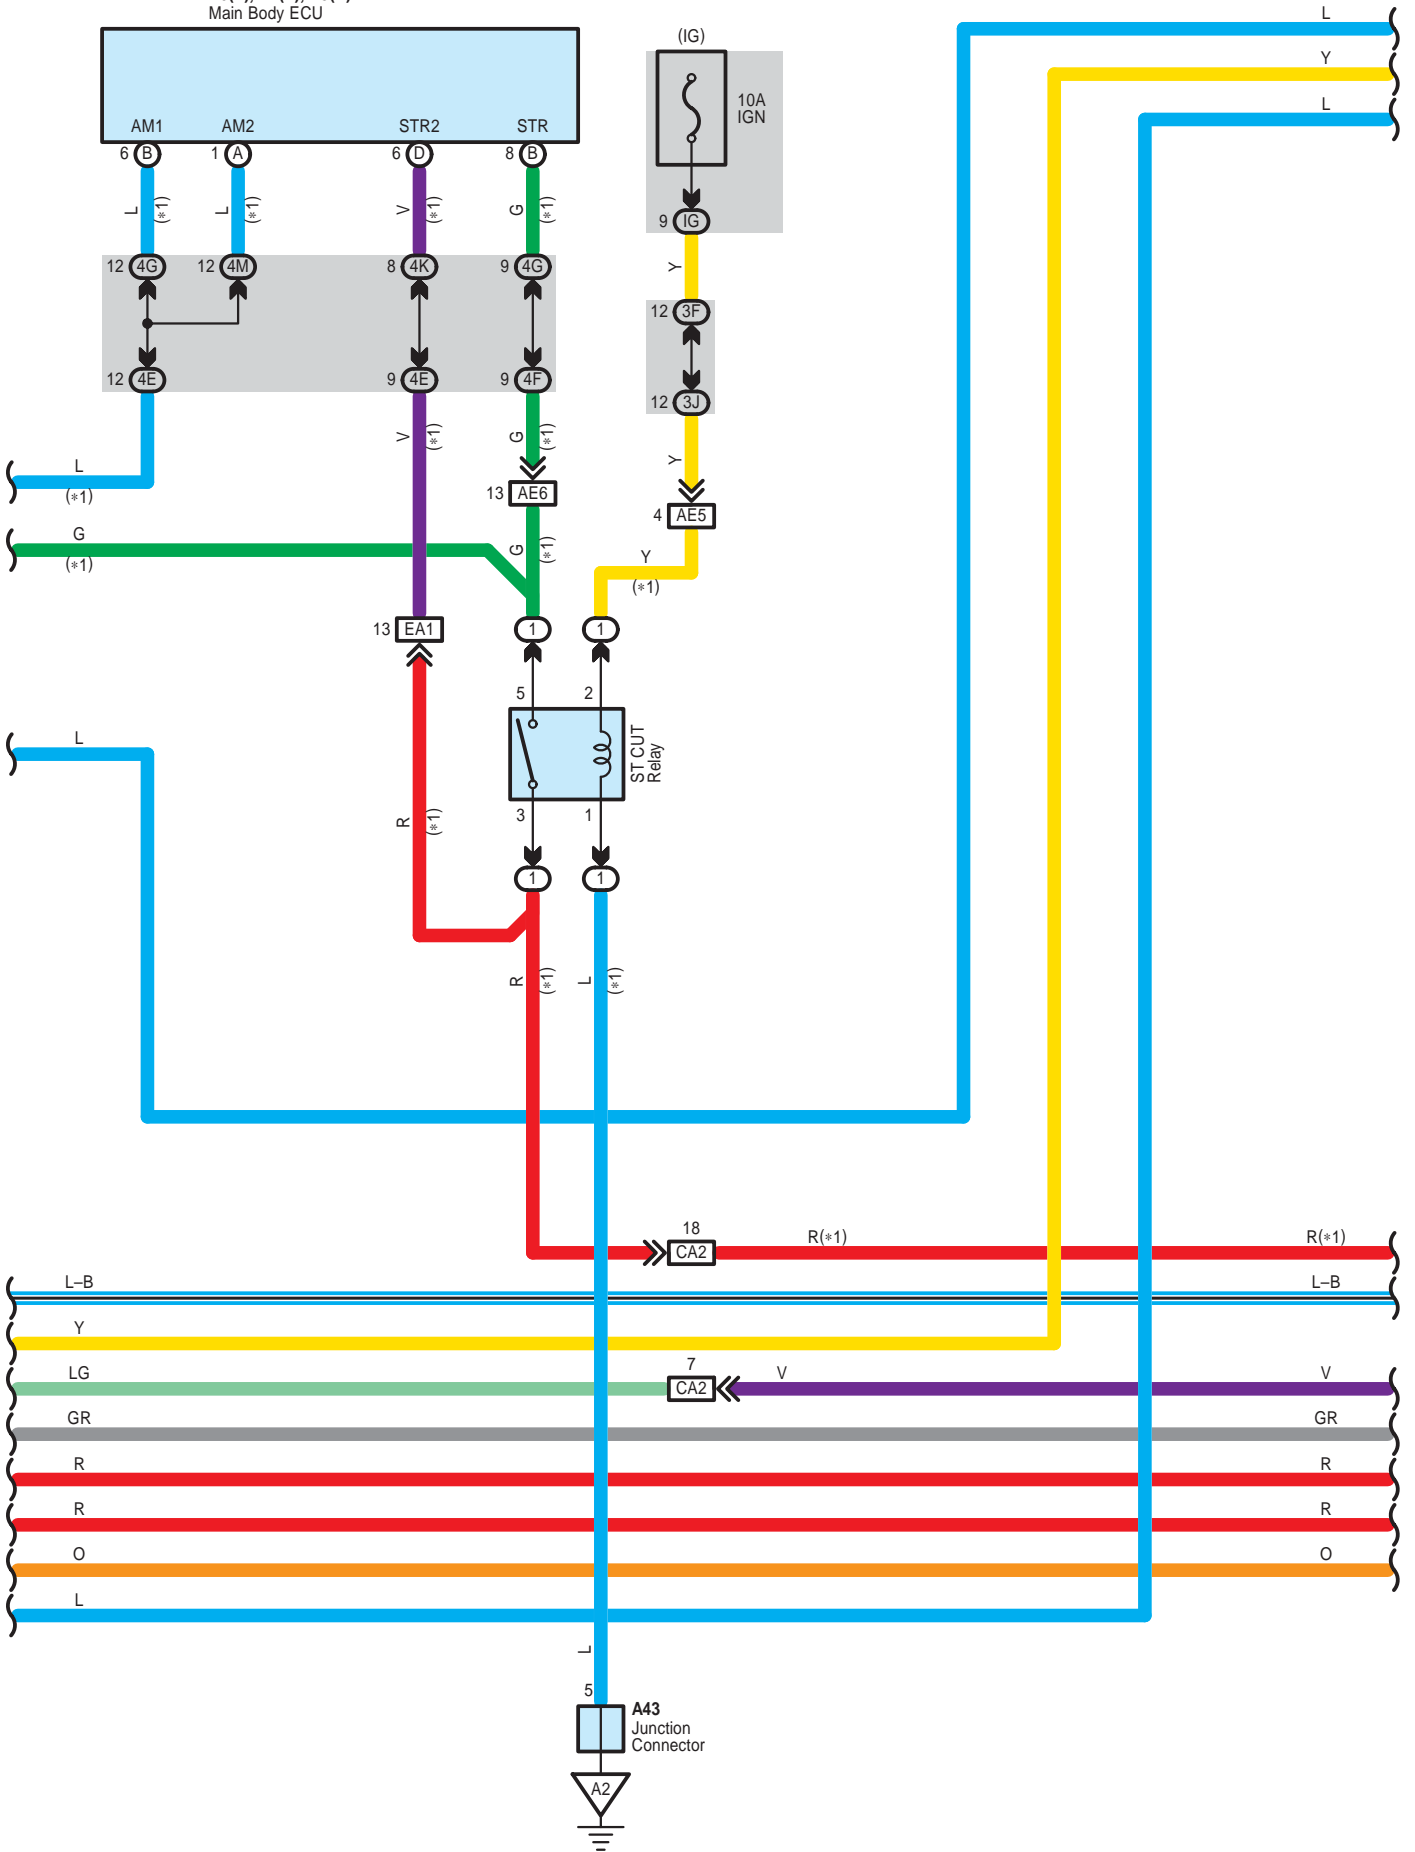 Main Body ECU
(IG)
10A
IGN
L
Y
L
AM1 AM2 STR2 STR
6 B 1 A 6 D 8 B
L (*1) L (*1) V (*1) G (*1)
9 IG
Y
12 4G 12 4M 8 4K 9 4G
12 3F
12 4E 9 4E 9 4F
12 3J
V (*1) G (*1) Y
L
(*1)
13 AE6
4 AE5
G
(*1)
G (*1)
Y
(*1)
13 EA1 1 1
5 2
L
ST CUT
Relay
3 1
R (*1)
1 1
R (*1) L (*1)
18
CA2
R(*1) R(*1)
L–B L–B
Y
LG 7
CA2
V V
GR GR
R R
R R
O O
L
L
5
A43
Junction
Connector
A2